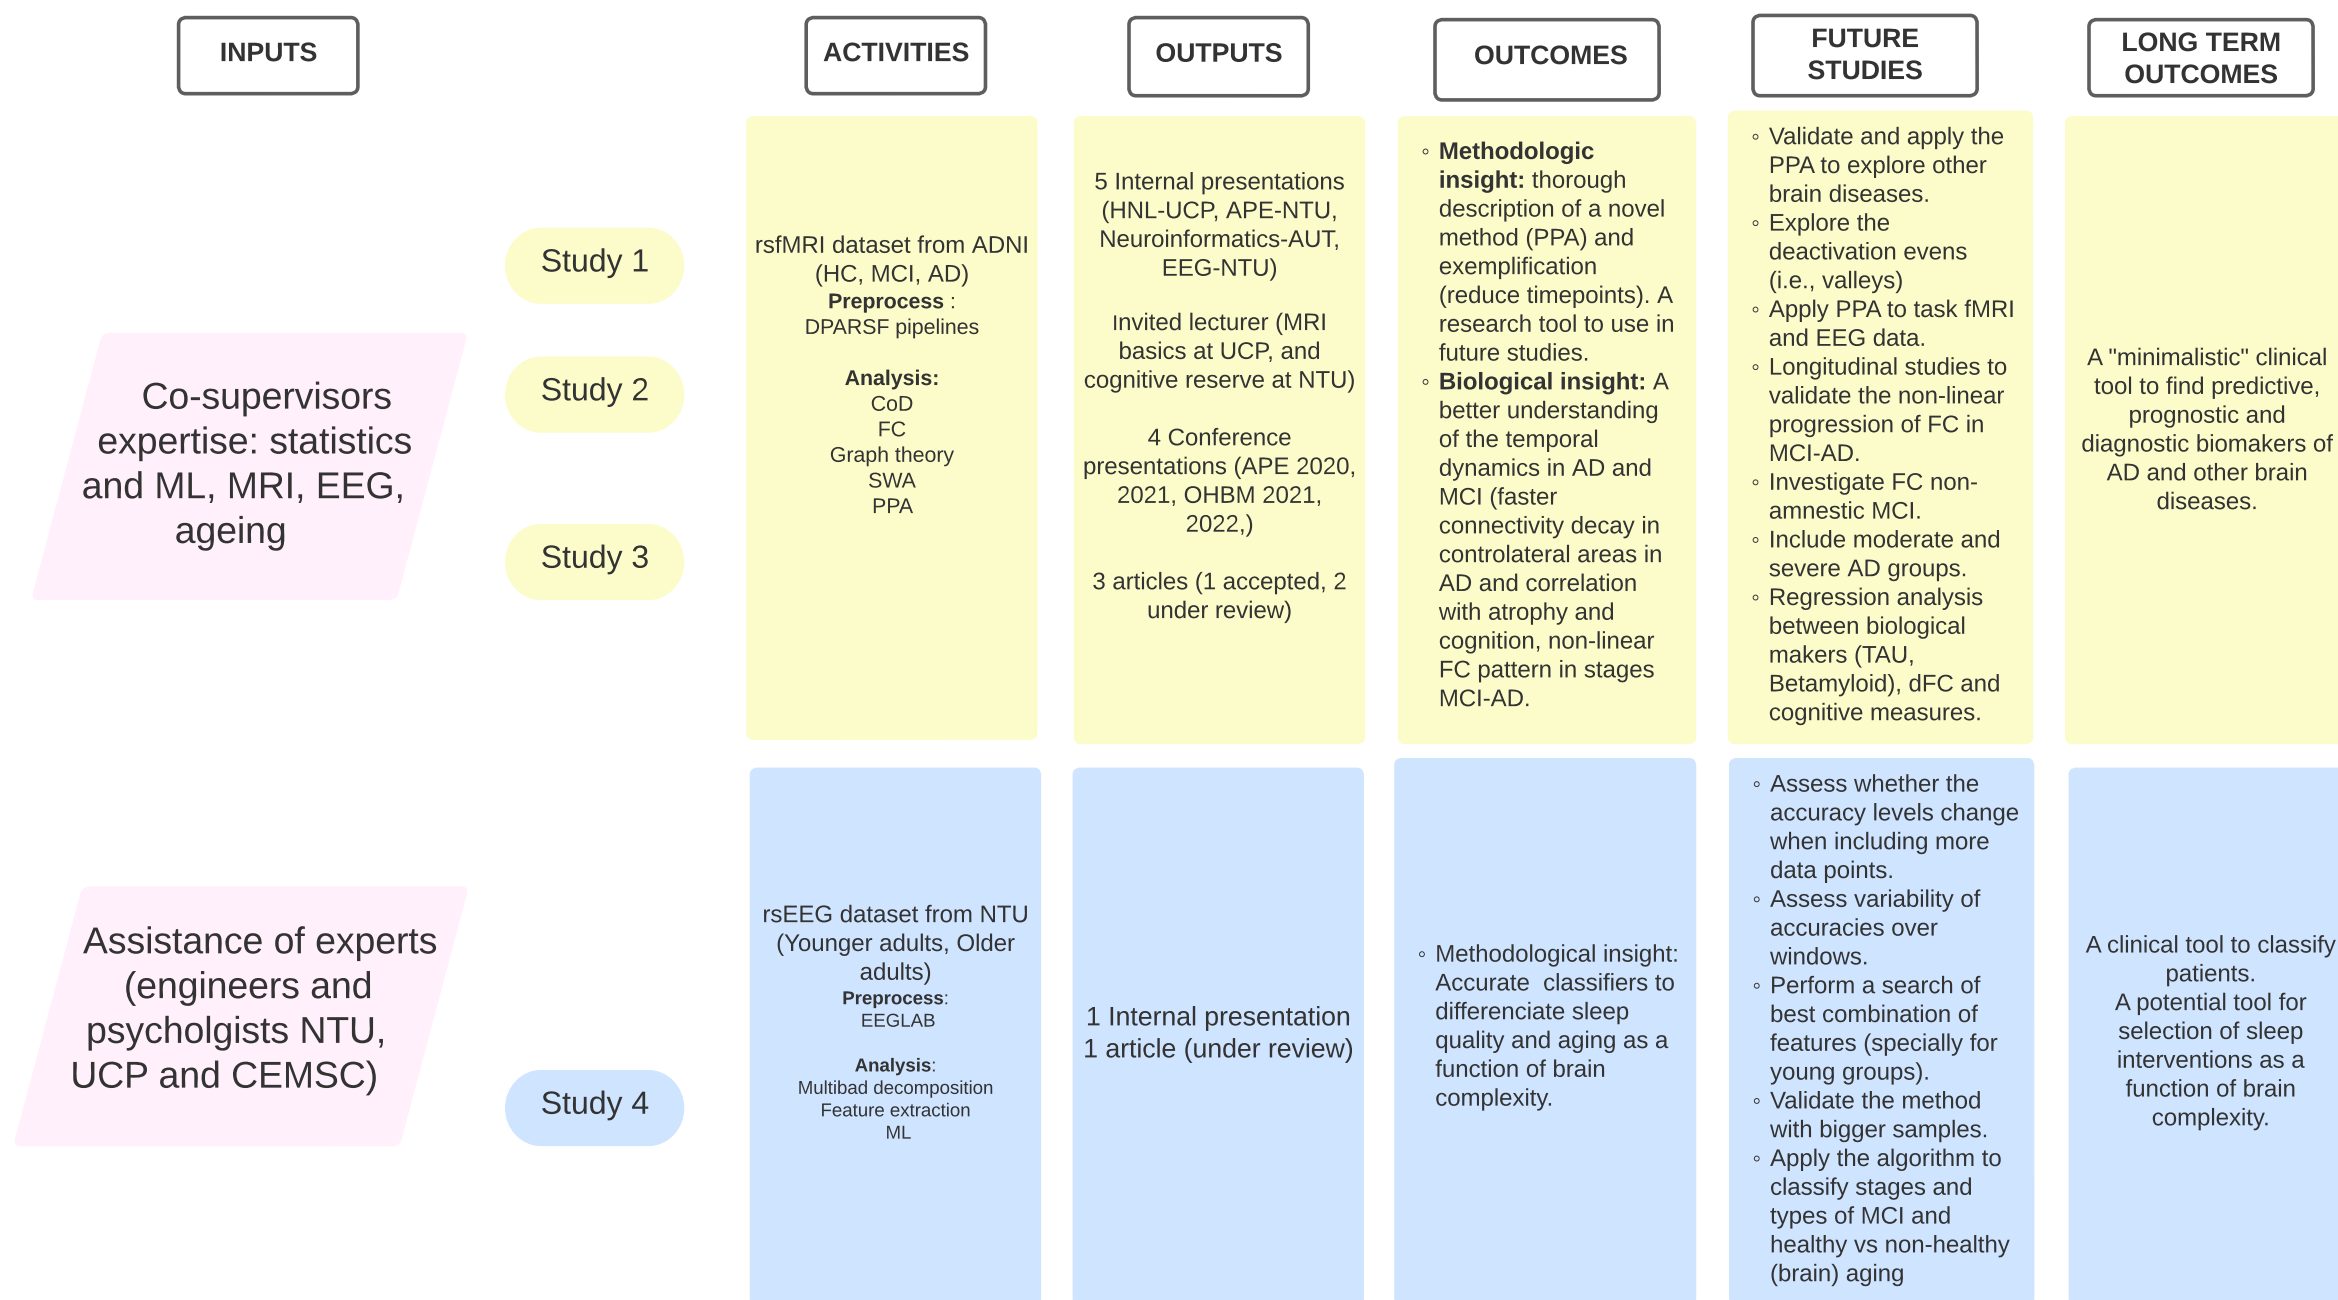 INPUTS
ACTIVITIES
OUTPUTS
OUTCOMES
FUTURE
STUDIES
LONG TERM
OUTCOMES
Co-supervisors
expertise: statistics
and ML, MRI, EEG,
ageing
Study 1
Study 2
Study 3
rsfMRI dataset from ADNI
(HC, MCI, AD)
Preprocess :
DPARSF pipelines
Analysis:
CoD
FC
Graph theory
SWA
PPA
5 Internal presentations
(HNL-UCP, APE-NTU,
Neuroinformatics-AUT,
EEG-NTU)
Invited lecturer (MRI
basics at UCP, and
cognitive reserve at NTU)
4 Conference
presentations (APE 2020,
2021, OHBM 2021,
2022,)
3 articles (1 accepted, 2
under review)
◦ Methodologic
insight: thorough
description of a novel
method (PPA) and
exemplification
(reduce timepoints). A
research tool to use in
future studies.
◦ Biological insight: A
better understanding
of the temporal
dynamics in AD and
MCI (faster
connectivity decay in
controlateral areas in
AD and correlation
with atrophy and
cognition, non-linear
FC pattern in stages
MCI-AD.
◦ Validate and apply the
PPA to explore other
brain diseases.
◦ Explore the
deactivation evens
(i.e., valleys)
◦ Apply PPA to task fMRI
and EEG data.
◦ Longitudinal studies to
validate the non-linear
progression of FC in
MCI-AD.
◦ Investigate FC non-
amnestic MCI.
◦ Include moderate and
severe AD groups.
◦ Regression analysis
between biological
makers (TAU,
Betamyloid), dFC and
cognitive measures.
A "minimalistic" clinical
tool to find predictive,
prognostic and
diagnostic biomakers of
AD and other brain
diseases.
Assistance of experts
(engineers and
psycholgists NTU,
UCP and CEMSC)
Study 4
rsEEG dataset from NTU
(Younger adults, Older
adults)
Preprocess:
EEGLAB
Analysis:
Multibad decomposition
Feature extraction
ML
1 Internal presentation
1 article (under review)
◦ Methodological insight:
Accurate  classifiers to
differenciate sleep
quality and aging as a
function of brain
complexity.
◦ Assess whether the
accuracy levels change
when including more
data points.
◦ Assess variability of
accuracies over
windows.
◦ Perform a search of
best combination of
features (specially for
young groups).
◦ Validate the method
with bigger samples.
◦ Apply the algorithm to
classify stages and
types of MCI and
healthy vs non-healthy
(brain) aging
A clinical tool to classify
patients.
A potential tool for
selection of sleep
interventions as a
function of brain
complexity.